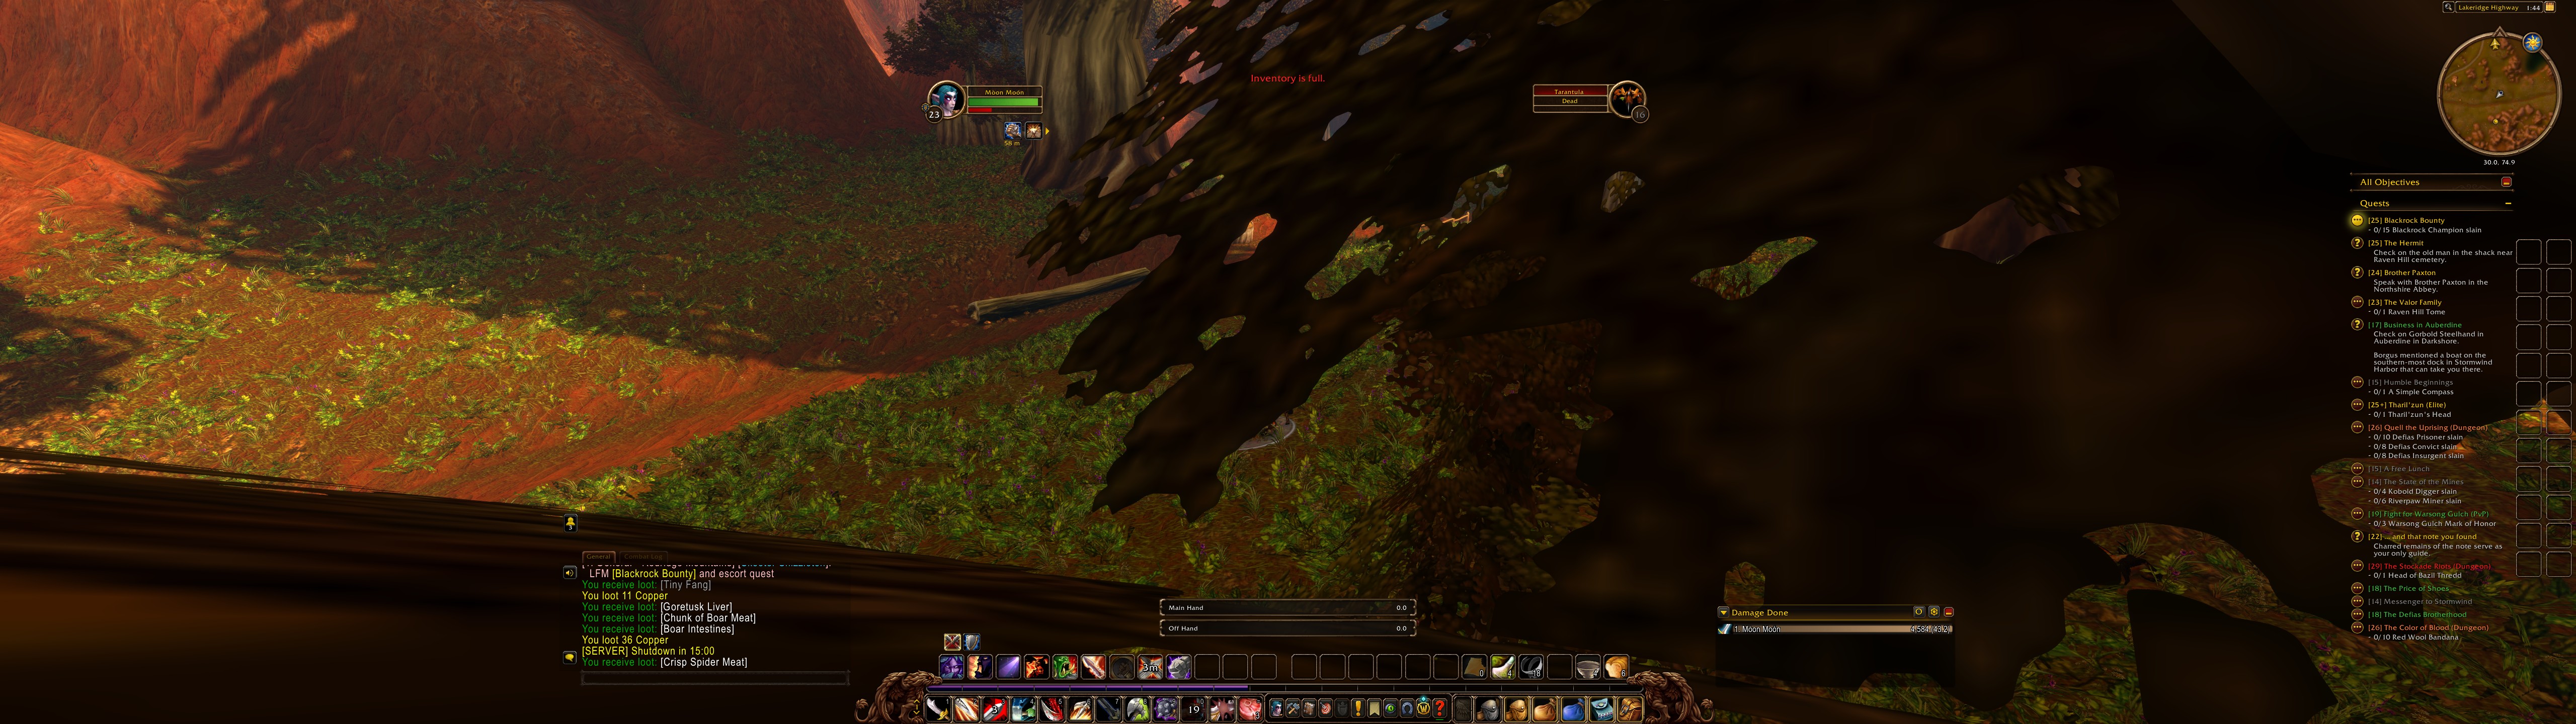 Lakeridge Highway 1:44
Inventory is full.
Möon Moön
23
58 m
Tarantula
Dead
16
30.0, 74.9
All Objectives
Quests
[25] Blackrock Bounty
- 0/15 Blackrock Champion slain
[25] The Hermit
Check on the old man in the shack near
Raven Hill cemetery.
[24] Brother Paxton
Speak with Brother Paxton in the
Northshire Abbey.
[23] The Valor Family
- 0/1 Raven Hill Tome
[17] Business in Auberdine
Check on Gorbold Steelhand in
Auberdine in Darkshore.
Borgus mentioned a boat on the
southern-most dock in Stormwind
Harbor that can take you there.
[15] Humble Beginnings
- 0/1 A Simple Compass
[25+] Tharil'zun (Elite)
- 0/1 Tharil'zun's Head
[26] Quell the Uprising (Dungeon)
- 0/10 Defias Prisoner slain
- 0/8 Defias Convict slain
- 0/8 Defias Insurgent slain
[15] A Free Lunch
[14] The State of the Mines
- 0/4 Kobold Digger slain
- 0/6 Riverpaw Miner slain
[19] Fight for Warsong Gulch (PvP)
- 0/3 Warsong Gulch Mark of Honor
[22] ... and that note you found
Charred remains of the note serve as
your only guide.
[29] The Stockade Riots (Dungeon)
- 0/1 Head of Bazil Thredd
[18] The Price of Shoes
[14] Messenger to Stormwind
[18] The Defias Brotherhood
[26] The Color of Blood (Dungeon)
- 0/10 Red Wool Bandana
General Combat Log
LFM [Blackrock Bounty] and escort quest
You receive loot: [Tiny Fang]
You loot 11 Copper
You receive loot: [Goretusk Liver]
You receive loot: [Chunk of Boar Meat]
You receive loot: [Boar Intestines]
You loot 36 Copper
[SERVER] Shutdown in 15:00
You receive loot: [Crisp Spider Meat]
Main Hand 0.0
Off Hand 0.0
Damage Done
3m
19